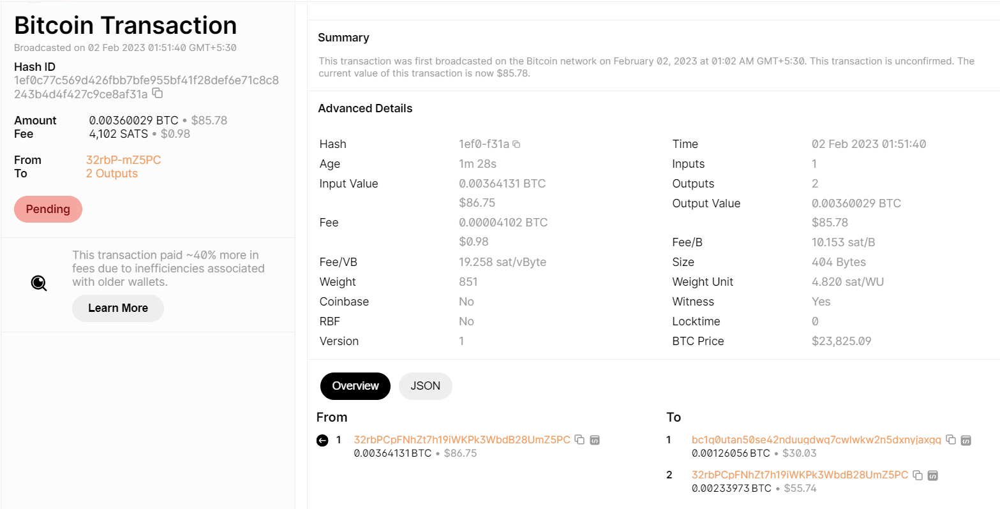 Bitcoin Transaction
Broadcasted on 02 Feb 2023 01:51:40 GMT+5:30
Hash ID
1ef0c77c569d426fbb7bfe955bf41f28def6e71c8c8
243b4d4f427c9ce8af31a
Amount 0.00360029 BTC • $85.78
Fee 4,102 SATS • $0.98
From 32rbP-mZ5PC
To 2 Outputs
Pending
This transaction paid ~40% more in
fees due to inefficiencies associated
with older wallets.
Learn More
Summary
This transaction was first broadcasted on the Bitcoin network on February 02, 2023 at 01:02 AM GMT+5:30. This transaction is unconfirmed. The
current value of this transaction is now $85.78.
Advanced Details
Hash 1ef0-f31a
Age 1m 28s
Input Value 0.00364131 BTC
$86.75
Fee 0.00004102 BTC
$0.98
Fee/VB 19.258 sat/vByte
Weight 851
Coinbase No
RBF No
Version 1
Time 02 Feb 2023 01:51:40
Inputs 1
Outputs 2
Output Value 0.00360029 BTC
$85.78
Fee/B 10.153 sat/B
Size 404 Bytes
Weight Unit 4.820 sat/WU
Witness Yes
Locktime 0
BTC Price $23,825.09
Overview JSON
From
1 32rbPCpFNhZt7h19iWKPk3WbdB28UmZ5PC
0.00364131 BTC • $86.75
To
1 bc1q0utan50se42nduugdwq7cwlwkw2n5dxnyjaxgq
0.00126056 BTC • $30.03
2 32rbPCpFNhZt7h19iWKPk3WbdB28UmZ5PC
0.00233973 BTC • $55.74